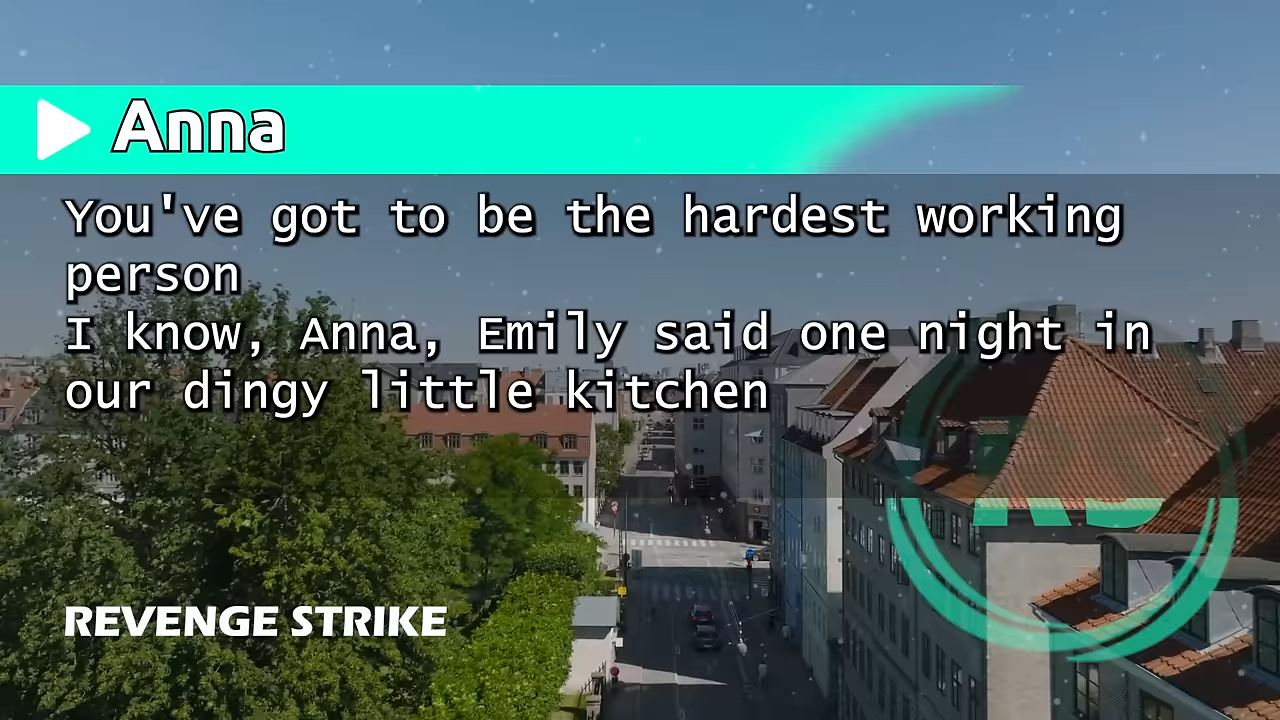 Anna
You've got to be the hardest working
person
I know, Anna, Emily said one night in
our dingy little kitchen
REVENGE STRIKE
RS